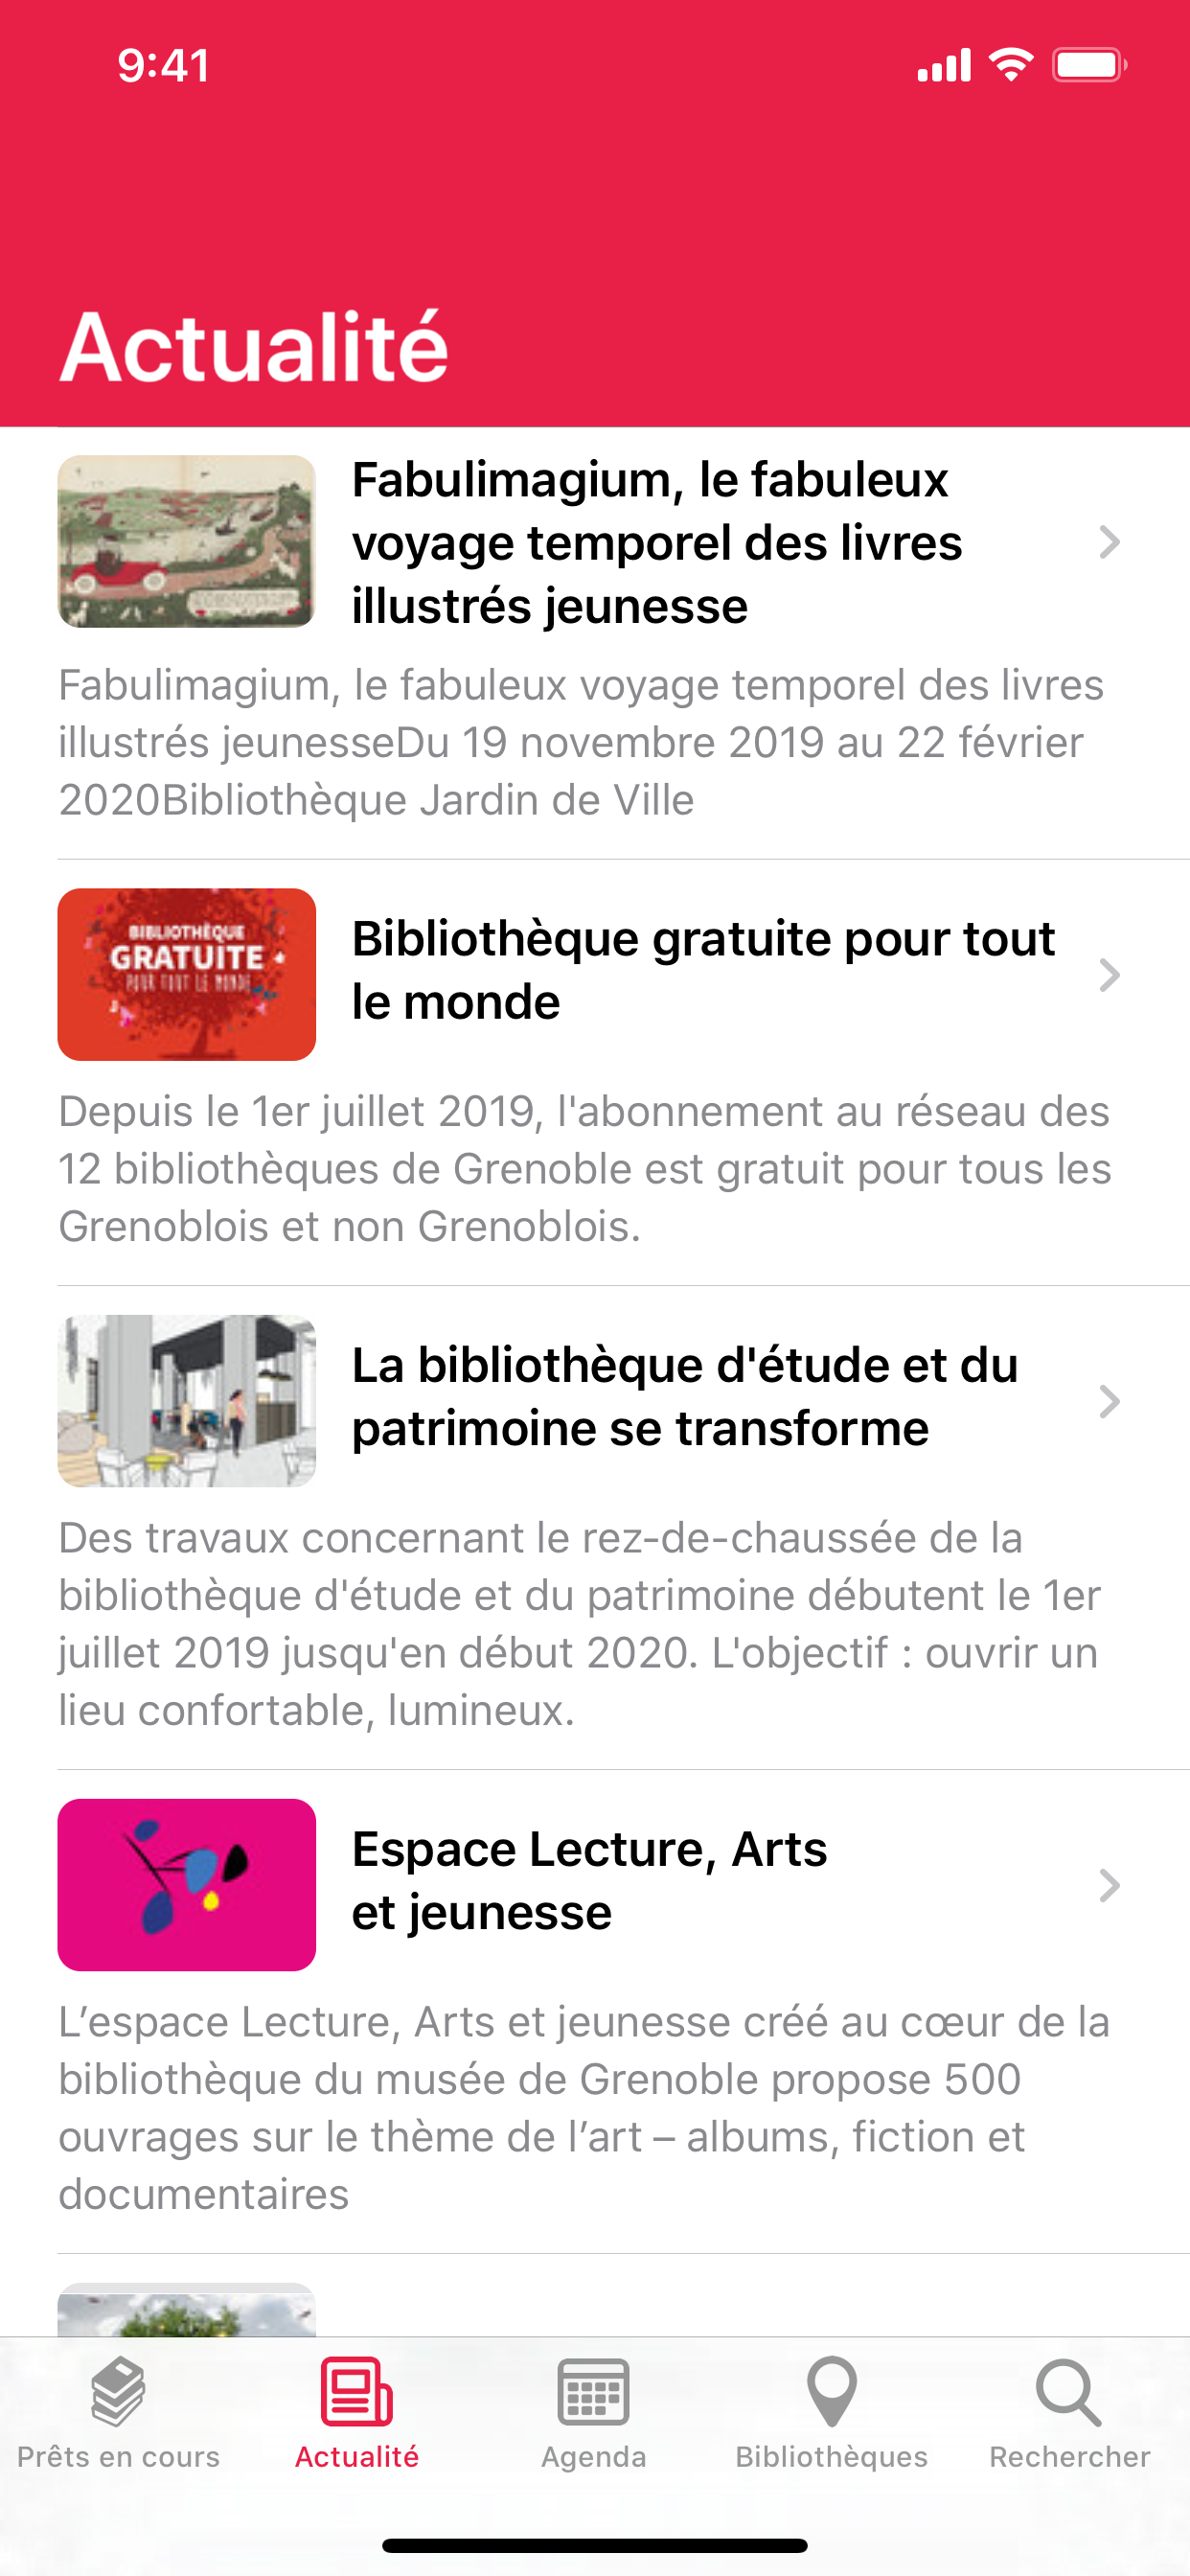 9:41
Actualité
Fabulimagium, le fabuleux
voyage temporel des livres
illustrés jeunesse
Fabulimagium, le fabuleux voyage temporel des livres
illustrés jeunesseDu 19 novembre 2019 au 22 février
2020Bibliothèque Jardin de Ville
BIBLIOTHÈQUE
GRATUITE
POUR TOUT LE MONDE
Bibliothèque gratuite pour tout
le monde
Depuis le 1er juillet 2019, l'abonnement au réseau des
12 bibliothèques de Grenoble est gratuit pour tous les
Grenoblois et non Grenoblois.
La bibliothèque d'étude et du
patrimoine se transforme
Des travaux concernant le rez-de-chaussée de la
bibliothèque d'étude et du patrimoine débutent le 1er
juillet 2019 jusqu'en début 2020. L'objectif : ouvrir un
lieu confortable, lumineux.
Espace Lecture, Arts
et jeunesse
L’espace Lecture, Arts et jeunesse créé au cœur de la
bibliothèque du musée de Grenoble propose 500
ouvrages sur le thème de l’art – albums, fiction et
documentaires
Prêts en cours
Actualité
Agenda
Bibliothèques
Rechercher